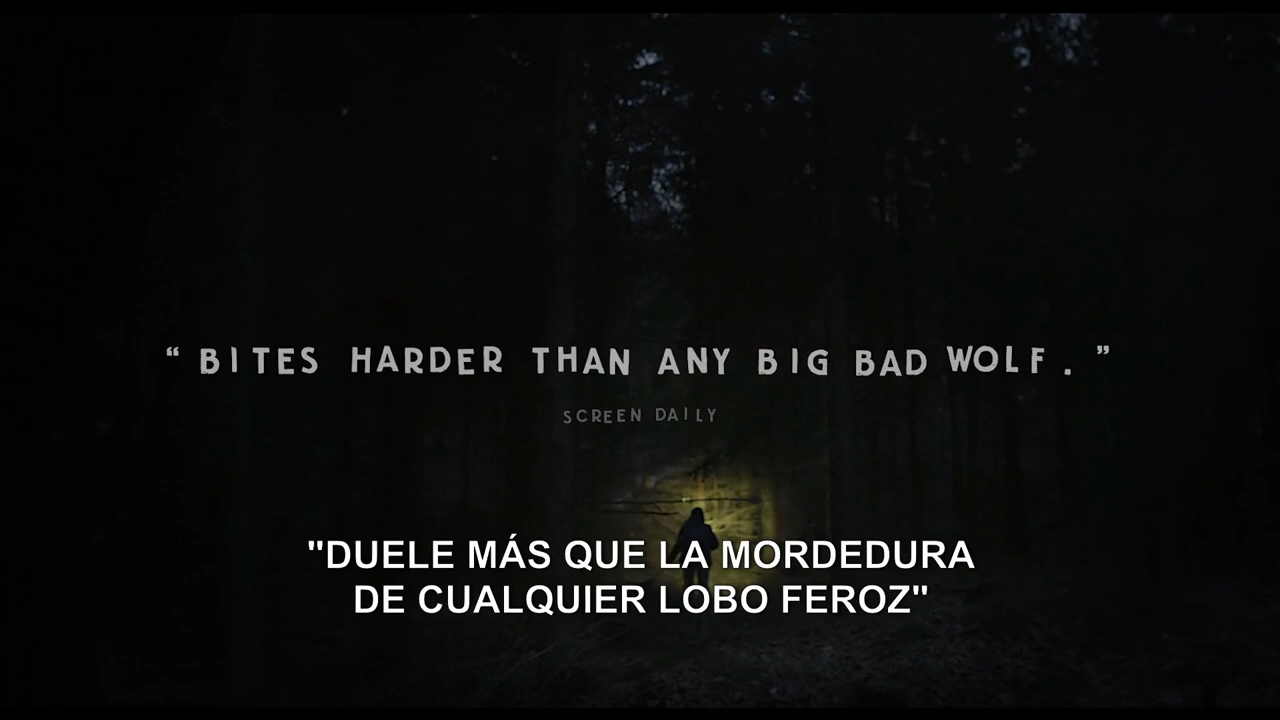 “ BITES HARDER THAN ANY BIG BAD WOLF . ”
SCREEN DAILY
"DUELE MÁS QUE LA MORDEDURA
DE CUALQUIER LOBO FEROZ"